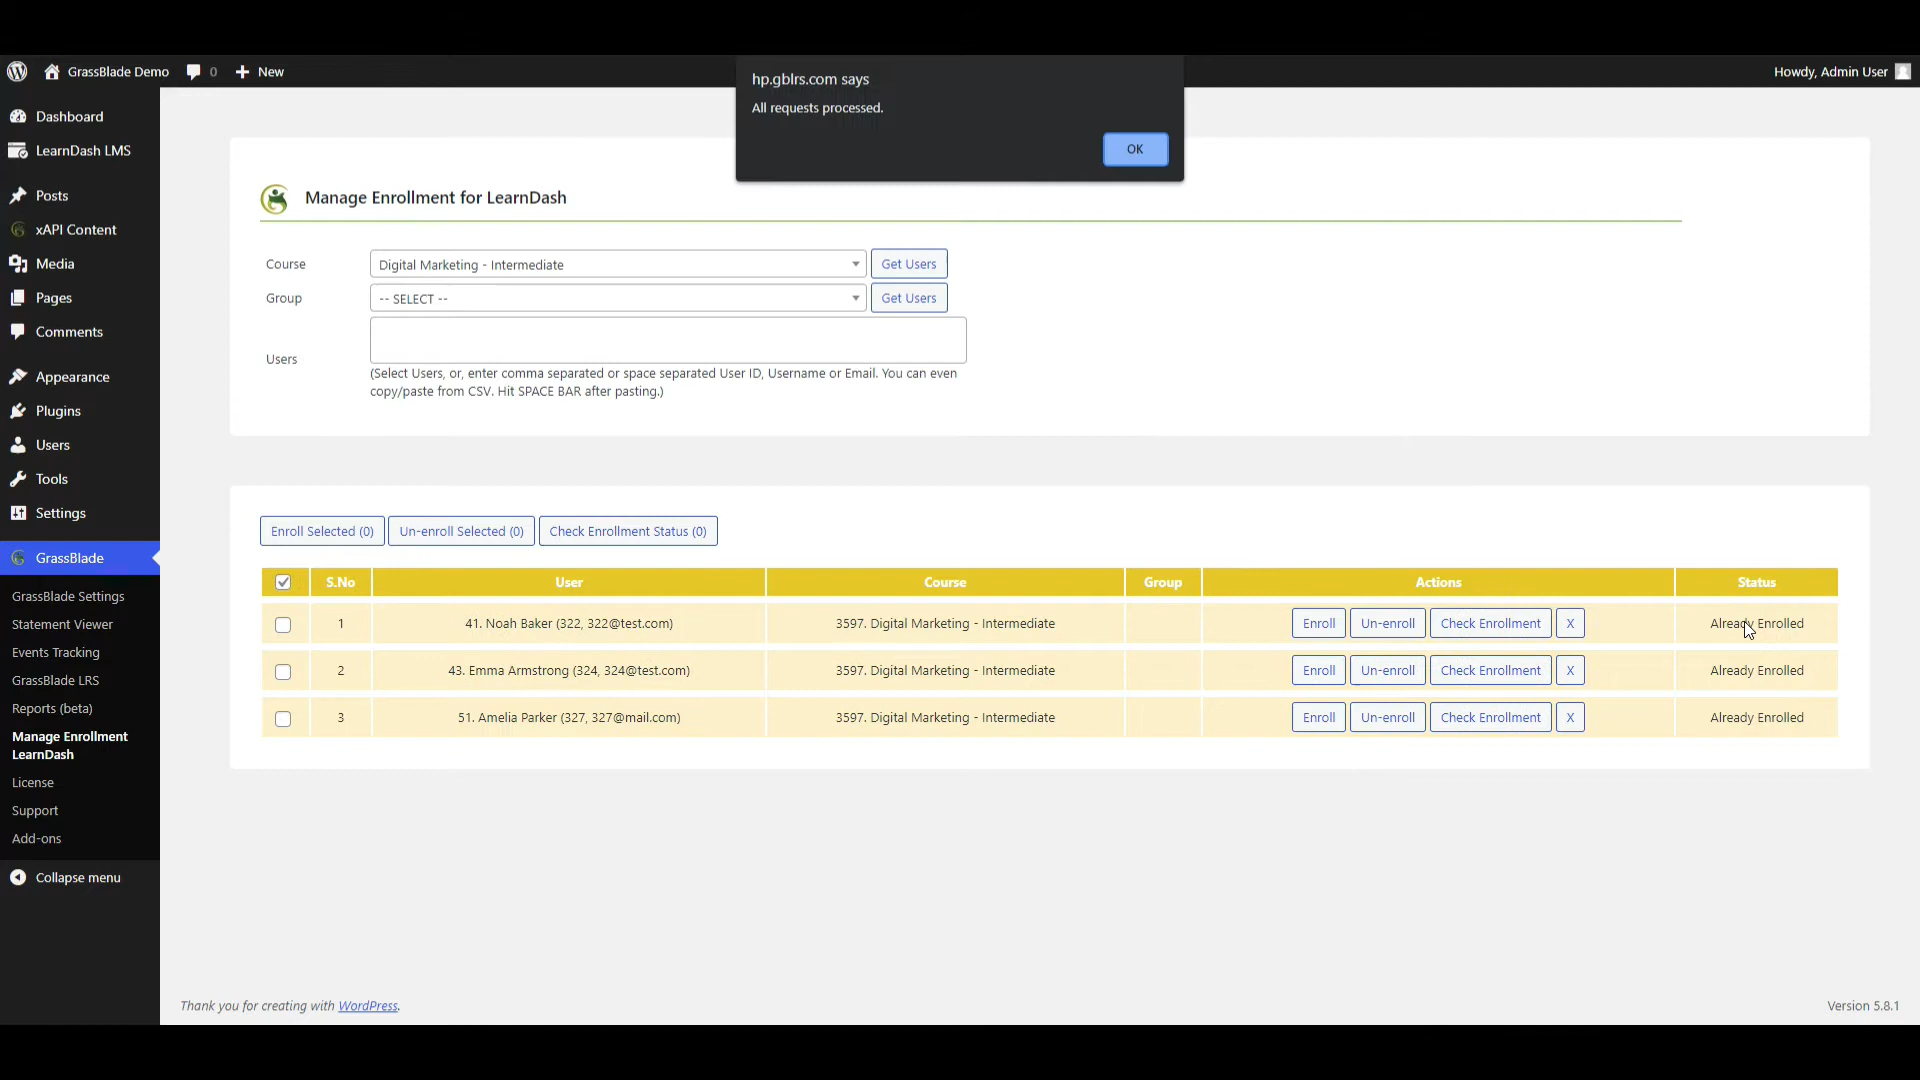 GrassBlade Demo 0 New Howdy, Admin User
hp.gblrs.com says
All requests processed.
OK
Dashboard
LearnDash LMS
Posts
xAPI Content
Media
Pages
Comments
Appearance
Plugins
Users
Tools
Settings
GrassBlade
GrassBlade Settings
Statement Viewer
Events Tracking
GrassBlade LRS
Reports (beta)
Manage Enrollment
LearnDash
License
Support
Add-ons
Collapse menu
Manage Enrollment for LearnDash
Course Digital Marketing - Intermediate Get Users
Group -- SELECT -- Get Users
Users
(Select Users, or, enter comma separated or space separated User ID, Username or Email. You can even
copy/paste from CSV. Hit SPACE BAR after pasting.)
Enroll Selected (0) Un-enroll Selected (0) Check Enrollment Status (0)
S.No User Course Group Actions Status
1 41. Noah Baker (322, 322@test.com) 3597. Digital Marketing - Intermediate Enroll Un-enroll Check Enrollment X Already Enrolled
2 43. Emma Armstrong (324, 324@test.com) 3597. Digital Marketing - Intermediate Enroll Un-enroll Check Enrollment X Already Enrolled
3 51. Amelia Parker (327, 327@mail.com) 3597. Digital Marketing - Intermediate Enroll Un-enroll Check Enrollment X Already Enrolled
Thank you for creating with WordPress. Version 5.8.1